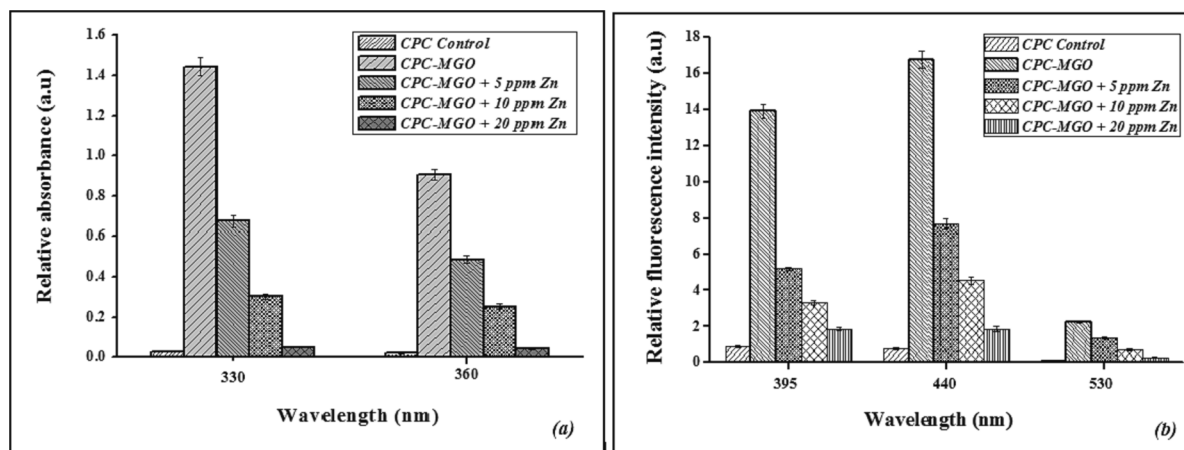 Relative absorbance (a.u)
1.6
1.4
1.2
1.0
0.8
0.6
0.4
0.2
0.0
CPC Control
CPC-MGO
CPC-MGO + 5 ppm Zn
CPC-MGO + 10 ppm Zn
CPC-MGO + 20 ppm Zn
330
360
Wavelength (nm)
(a)
Relative fluorescence intensity (a.u)
18
16
14
12
10
8
6
4
2
0
CPC Control
CPC-MGO
CPC-MGO + 5 ppm Zn
CPC-MGO + 10 ppm Zn
CPC-MGO + 20 ppm Zn
395
440
530
Wavelength (nm)
(b)